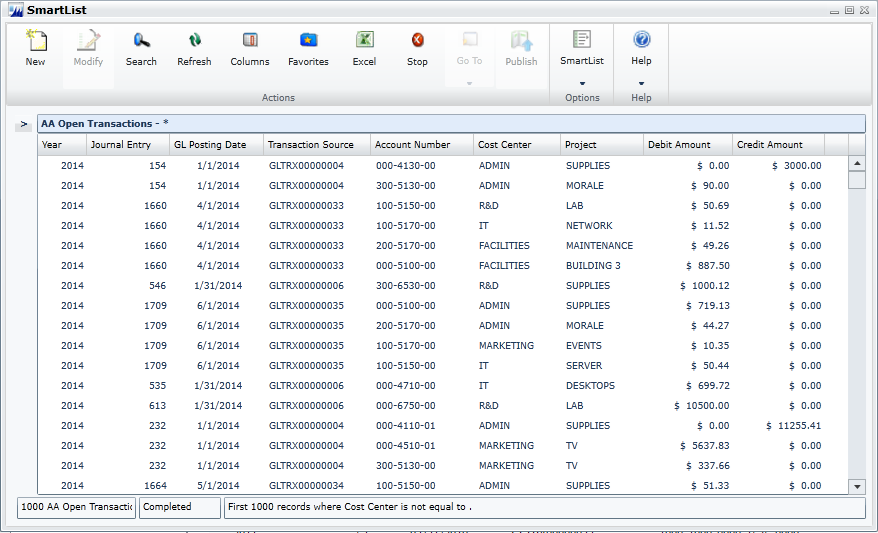 SmartList
New Modify Search Refresh Columns Favorites Excel Stop Go To Publish SmartList Help
Actions Options Help
> AA Open Transactions - *
Year Journal Entry GL Posting Date Transaction Source Account Number Cost Center Project Debit Amount Credit Amount
2014 154 1/1/2014 GLTRX00000004 000-4130-00 ADMIN SUPPLIES $ 0.00 $ 3000.00
2014 154 1/1/2014 GLTRX00000004 300-5130-00 ADMIN MORALE $ 90.00 $ 0.00
2014 1660 4/1/2014 GLTRX00000033 100-5150-00 R&D LAB $ 50.69 $ 0.00
2014 1660 4/1/2014 GLTRX00000033 100-5170-00 IT NETWORK $ 11.52 $ 0.00
2014 1660 4/1/2014 GLTRX00000033 200-5170-00 FACILITIES MAINTENANCE $ 49.26 $ 0.00
2014 1660 4/1/2014 GLTRX00000033 000-5100-00 FACILITIES BUILDING 3 $ 887.50 $ 0.00
2014 546 1/31/2014 GLTRX00000006 300-6530-00 R&D SUPPLIES $ 1000.12 $ 0.00
2014 1709 6/1/2014 GLTRX00000035 000-5100-00 ADMIN SUPPLIES $ 719.13 $ 0.00
2014 1709 6/1/2014 GLTRX00000035 200-5170-00 ADMIN MORALE $ 44.27 $ 0.00
2014 1709 6/1/2014 GLTRX00000035 100-5170-00 MARKETING EVENTS $ 10.35 $ 0.00
2014 1709 6/1/2014 GLTRX00000035 100-5150-00 IT SERVER $ 50.44 $ 0.00
2014 535 1/31/2014 GLTRX00000006 000-4710-00 IT DESKTOPS $ 699.72 $ 0.00
2014 613 1/31/2014 GLTRX00000006 000-6750-00 R&D LAB $ 10500.00 $ 0.00
2014 232 1/1/2014 GLTRX00000004 000-4110-01 ADMIN SUPPLIES $ 0.00 $ 11255.41
2014 232 1/1/2014 GLTRX00000004 000-4510-01 MARKETING TV $ 5637.83 $ 0.00
2014 232 1/1/2014 GLTRX00000004 300-5130-00 MARKETING TV $ 337.66 $ 0.00
2014 1664 5/1/2014 GLTRX00000034 100-5150-00 ADMIN SUPPLIES $ 51.33 $ 0.00
1000 AA Open Transactic Completed First 1000 records where Cost Center is not equal to .